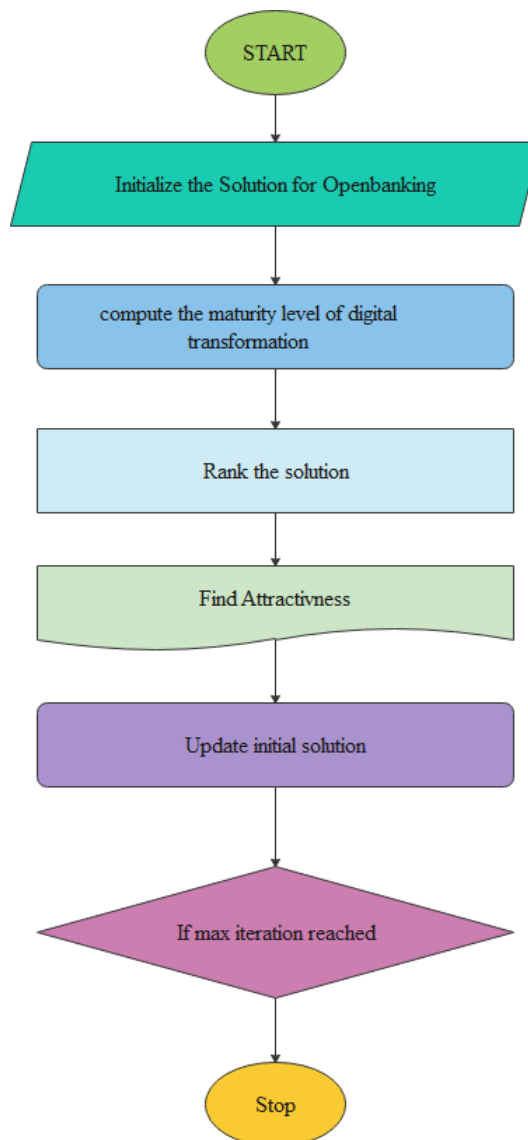 START
Initialize the Solution for Openbanking
compute the maturity level of digital
transformation
Rank the solution
Find Attractivness
Update initial solution
If max iteration reached
Stop